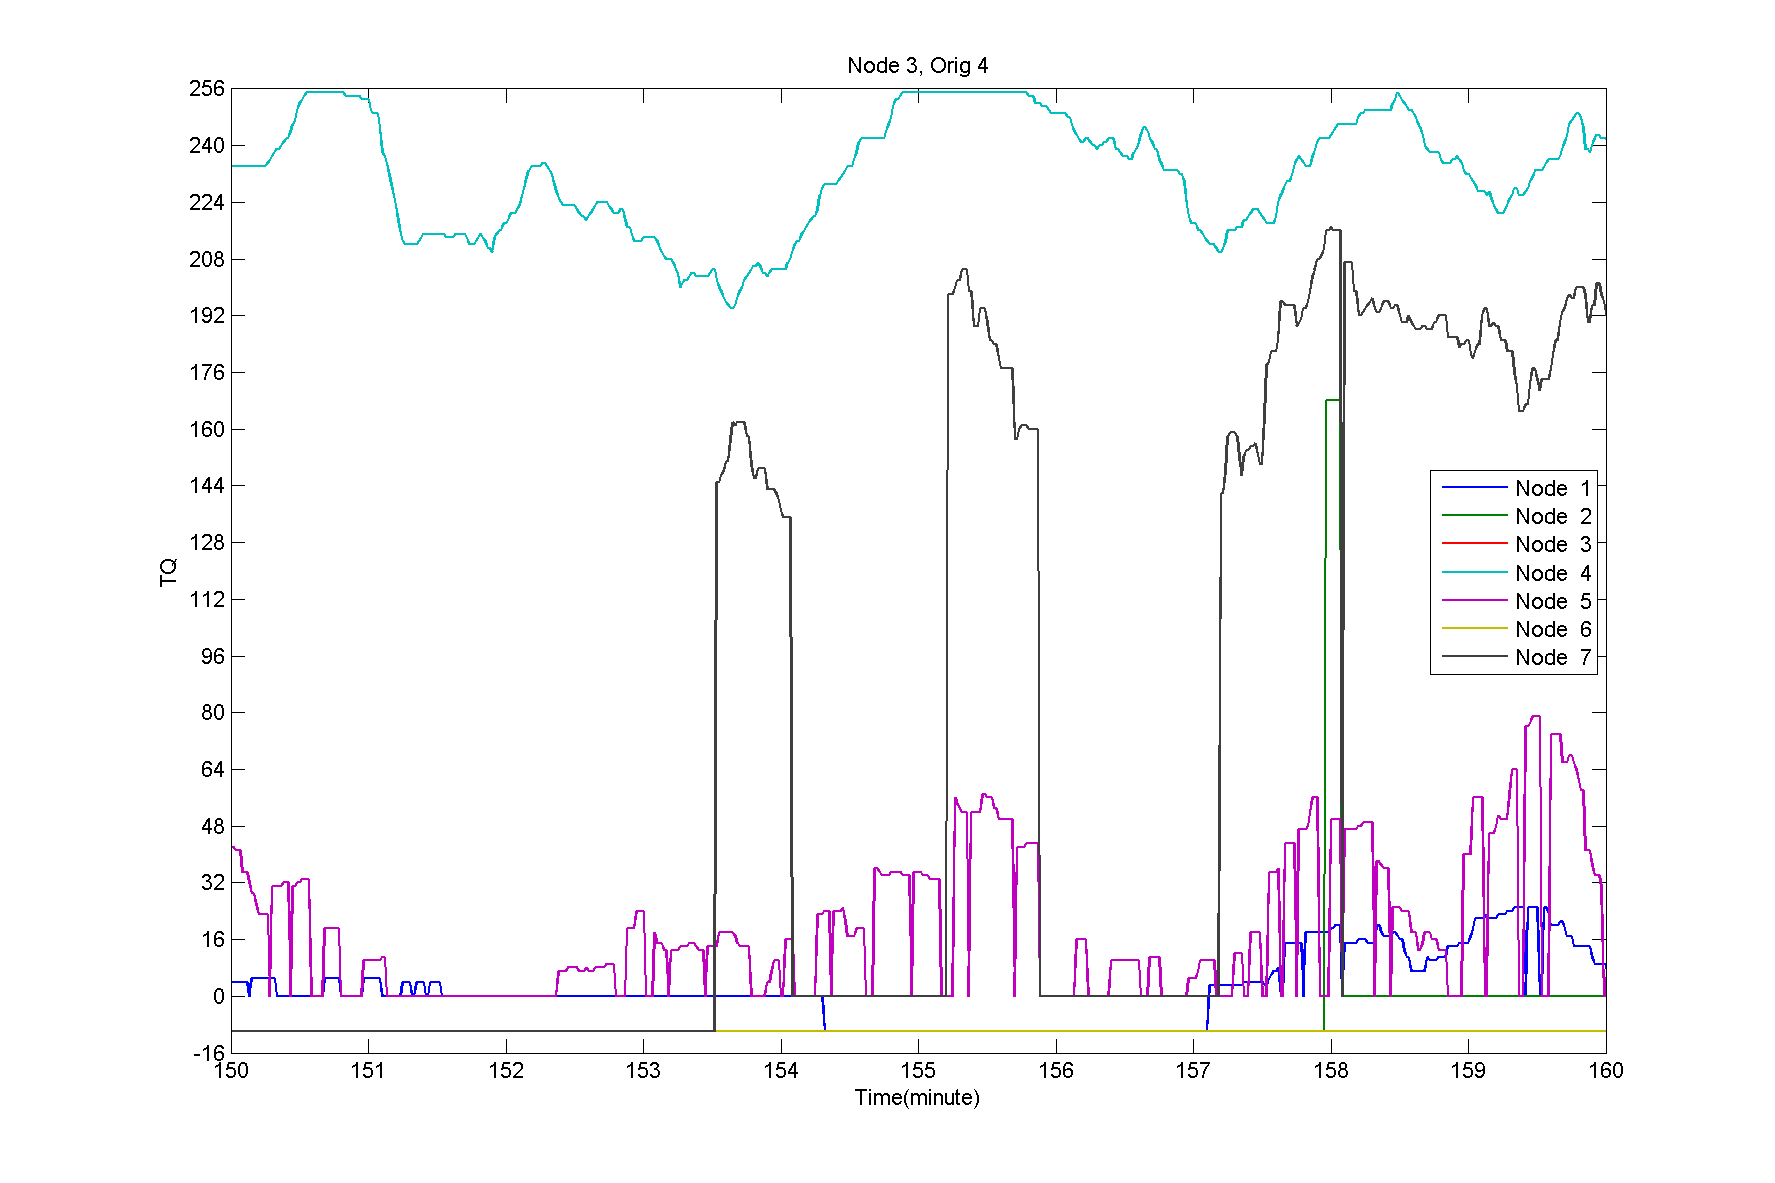 Node 3, Orig 4
256
240
224
208
192
176
160
144
128
112
96
80
64
48
32
16
0
-16
TQ
Node 1
Node 2
Node 3
Node 4
Node 5
Node 6
Node 7
150 151 152 153 154 155 156 157 158 159 160
Time(minute)